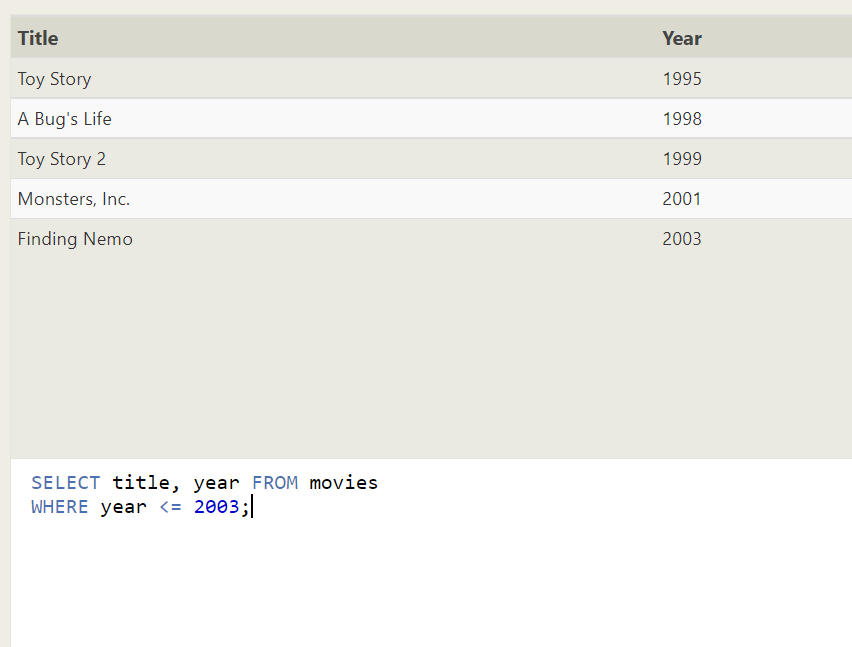 Title Year
Toy Story 1995
A Bug's Life 1998
Toy Story 2 1999
Monsters, Inc. 2001
Finding Nemo 2003
SELECT title, year FROM movies
WHERE year <= 2003;